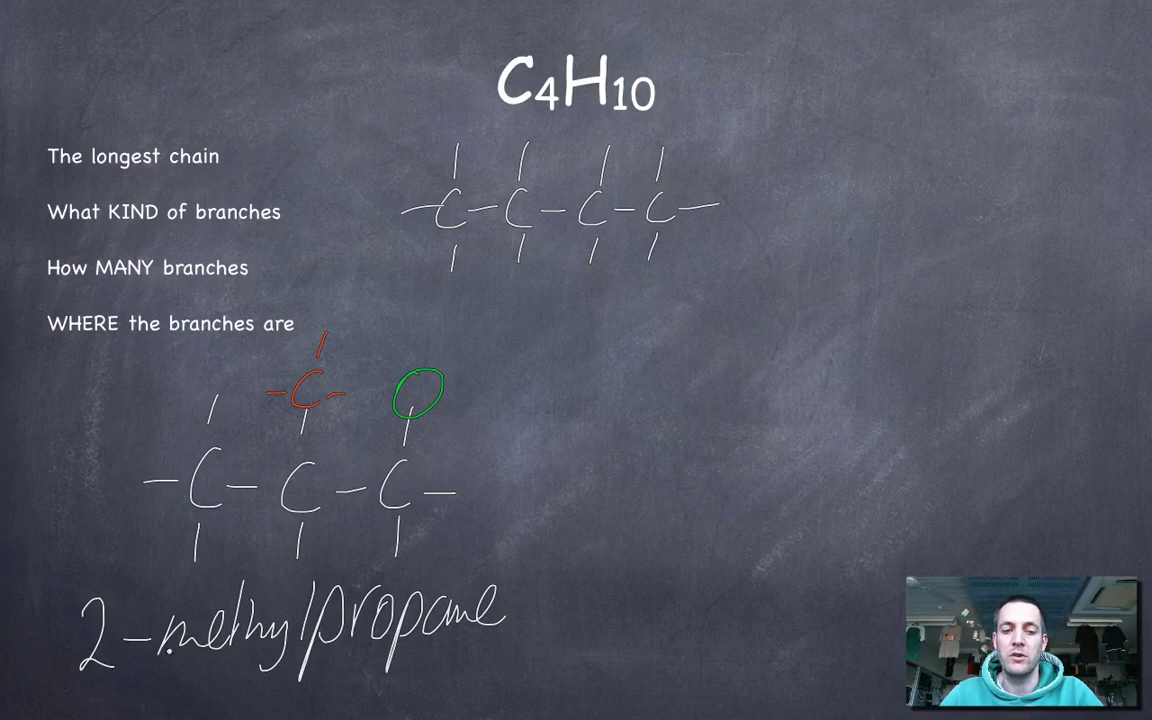 C4H10
The longest chain
What KIND of branches
How MANY branches
WHERE the branches are
C C C C
C
C C C
2-methylpropane